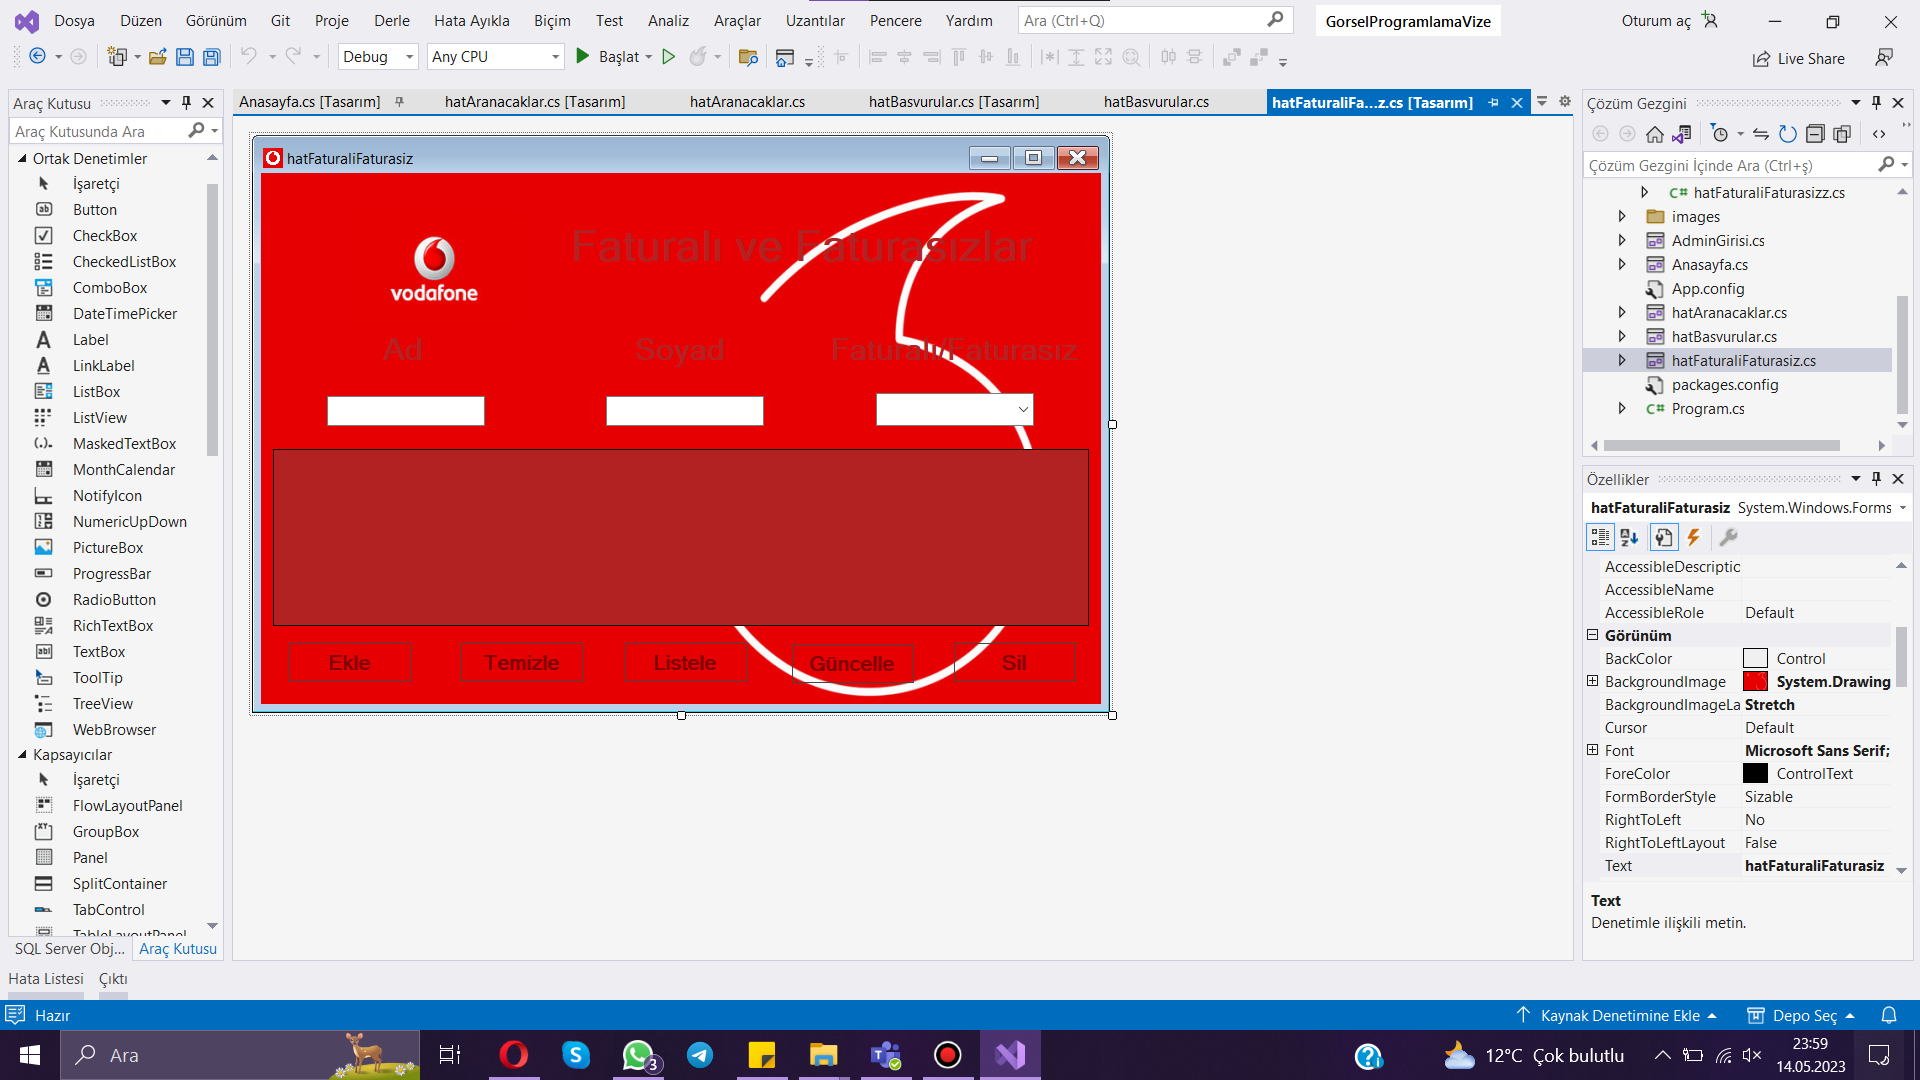 Dosya Düzen Görünüm Git Proje Derle Hata Ayıkla Biçim Test Analiz Araçlar Uzantılar Pencere Yardım Ara (Ctrl+Q) GorselProgramlamaVize Oturum aç
Debug Any CPU Başlat Live Share
Araç Kutusu
Araç Kutusunda Ara
Ortak Denetimler
İşaretçi
Button
CheckBox
CheckedListBox
ComboBox
DateTimePicker
Label
LinkLabel
ListBox
ListView
MaskedTextBox
MonthCalendar
NotifyIcon
NumericUpDown
PictureBox
ProgressBar
RadioButton
RichTextBox
TextBox
ToolTip
TreeView
WebBrowser
Kapsayıcılar
İşaretçi
FlowLayoutPanel
GroupBox
Panel
SplitContainer
TabControl
TableLayoutPanel
SQL Server Obj... Araç Kutusu
Anasayfa.cs [Tasarım] hatAranacaklar.cs [Tasarım] hatAranacaklar.cs hatBasvurular.cs [Tasarım] hatBasvurular.cs hatFaturaliFa...z.cs [Tasarım]
hatFaturaliFaturasiz
vodafone
Faturalı ve Faturasızlar
Ad Soyad Faturalı/Faturasız
Ekle Temizle Listele Güncelle Sil
Çözüm Gezgini
Çözüm Gezgini İçinde Ara (Ctrl+ş)
C# hatFaturaliFaturasizz.cs
images
AdminGirisi.cs
Anasayfa.cs
App.config
hatAranacaklar.cs
hatBasvurular.cs
hatFaturaliFaturasiz.cs
packages.config
C# Program.cs
Özellikler
hatFaturaliFaturasiz System.Windows.Forms
AccessibleDescriptic
AccessibleName
AccessibleRole Default
Görünüm
BackColor Control
BackgroundImage System.Drawing
BackgroundImageLa Stretch
Cursor Default
Font Microsoft Sans Serif;
ForeColor ControlText
FormBorderStyle Sizable
RightToLeft No
RightToLeftLayout False
Text hatFaturaliFaturasiz
Text
Denetimle ilişkili metin.
Hata Listesi Çıktı
Hazır Kaynak Denetimine Ekle Depo Seç
Ara 3 12°C Çok bulutlu 23:59
14.05.2023